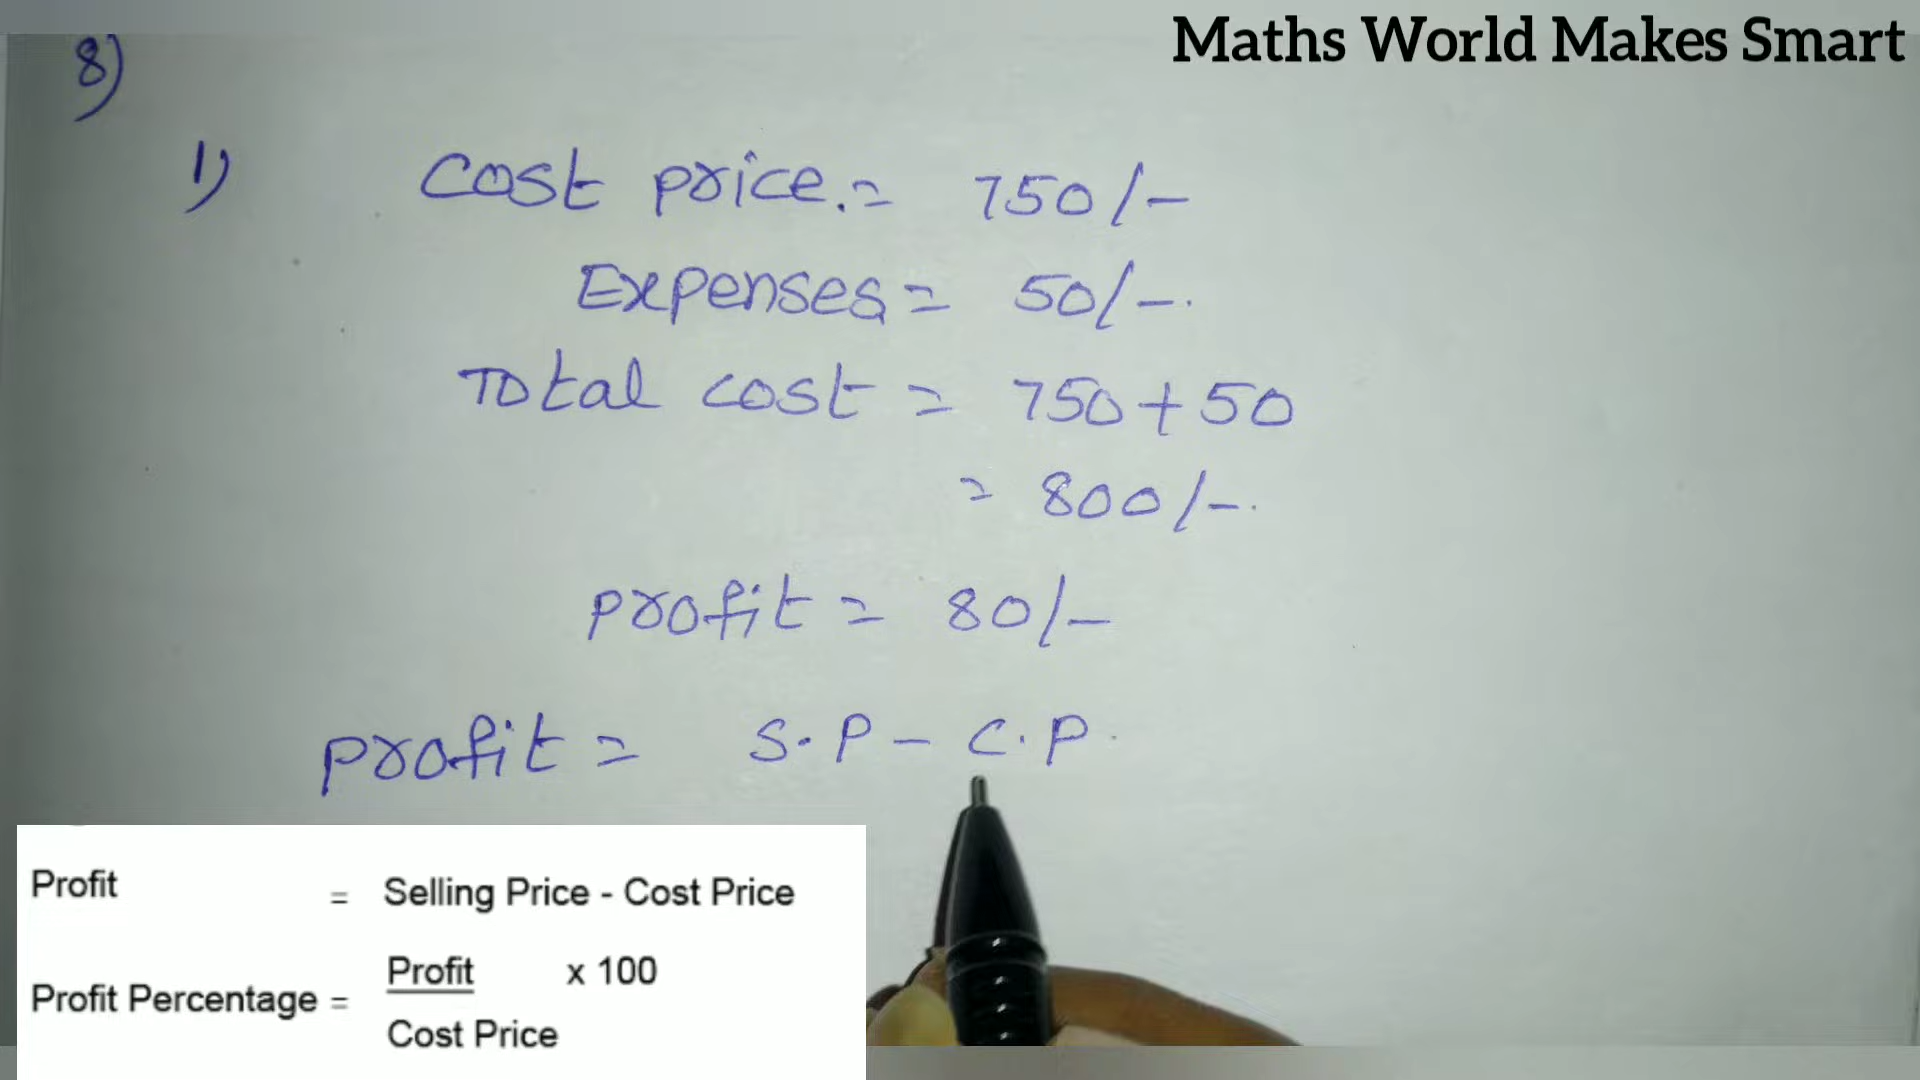 Maths World Makes Smart
8)
1) Cost price.= 750/-
Expenses = 50/-.
Total cost = 750+50
= 800/-.
profit = 80/-
profit = S.P - C.P.
Profit = Selling Price - Cost Price
Profit Percentage = Profit x 100
Cost Price